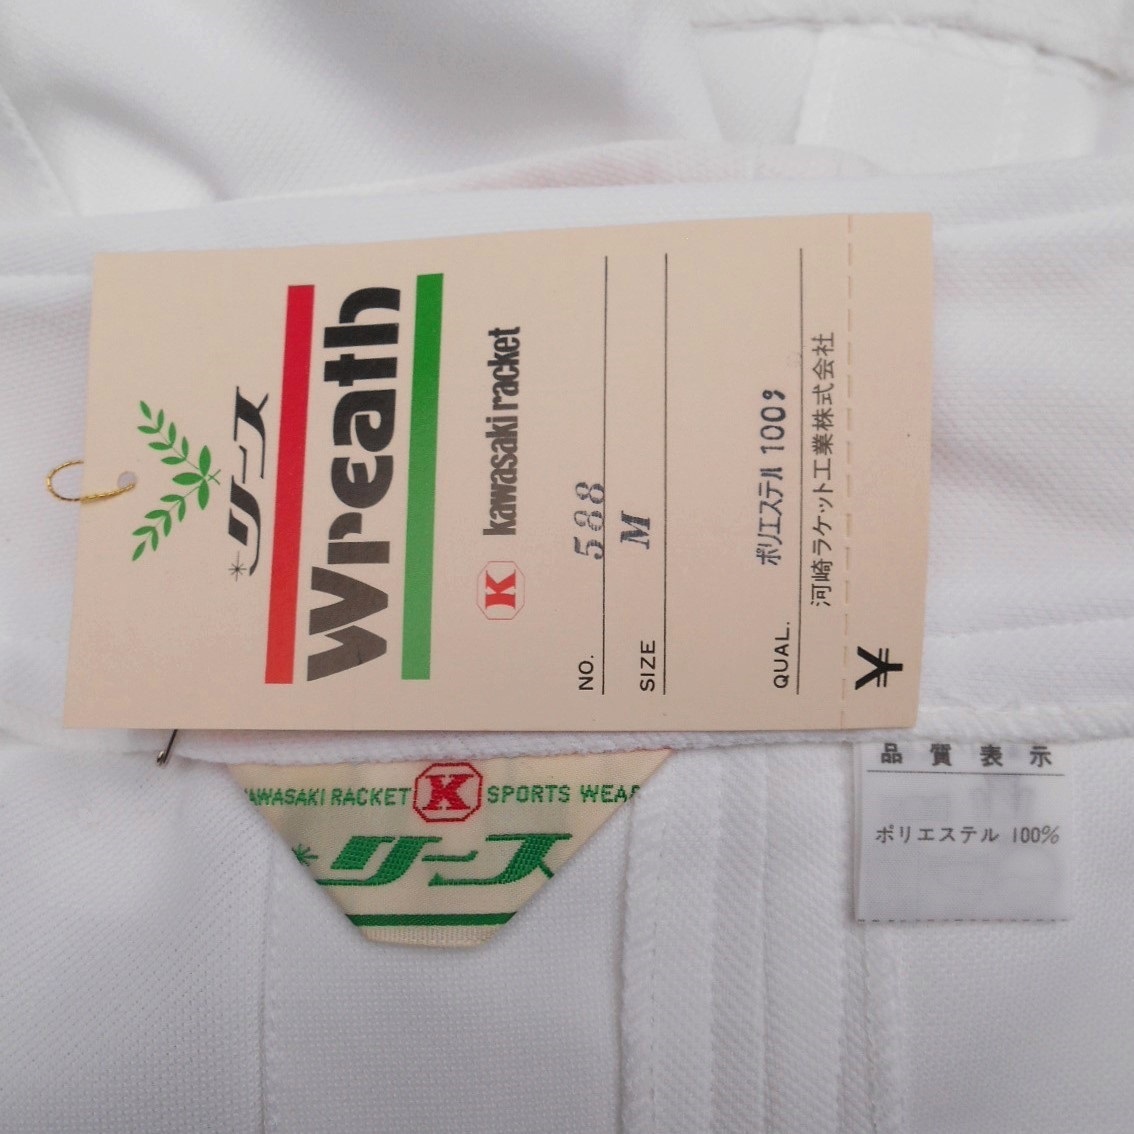 *リース
Wreath
K kawasaki racket
NO. 588
SIZE M
QUAL. ポリエステル 100%
河崎ラケット工業株式会社
¥
KAWASAKI RACKET K SPORTS WEAR
*リース
品質表示
ポリエステル 100%